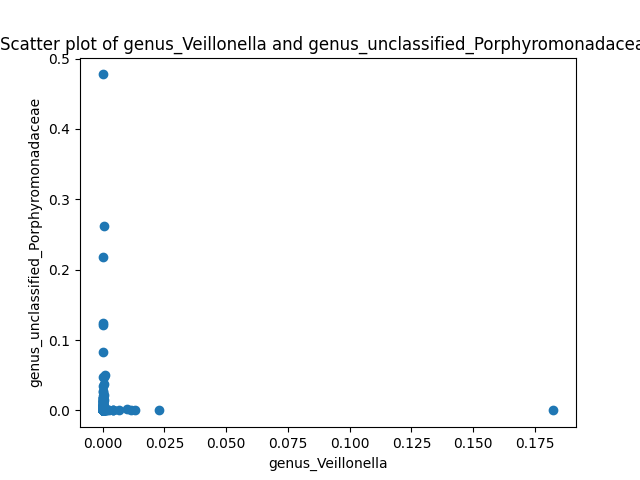 Scatter plot of genus_Veillonella and genus_unclassified_Porphyromonadacea
0.5
0.4
0.3
0.2
0.1
0.0
genus_unclassified_Porphyromonadaceae
0.000 0.025 0.050 0.075 0.100 0.125 0.150 0.175
genus_Veillonella